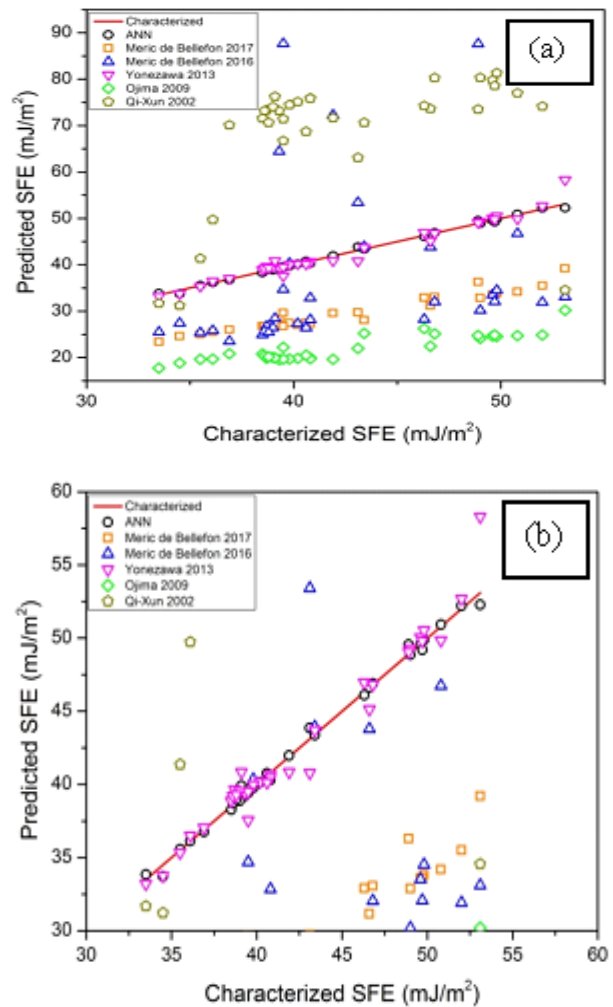 95
90
80
70
60
50
40
30
20
Predicted SFE (mJ/m²)
Characterized
ANN
Meric de Bellefon 2017
Meric de Bellefon 2016
Yonezawa 2013
Ojima 2009
Qi-Xun 2002
(a)
30
40
50
Characterized SFE (mJ/m²)
60
55
50
45
40
35
30
Predicted SFE (mJ/m²)
Characterized
ANN
Meric de Bellefon 2017
Meric de Bellefon 2016
Yonezawa 2013
Ojima 2009
Qi-Xun 2002
(b)
25
30
35
40
45
50
55
60
Characterized SFE (mJ/m²)